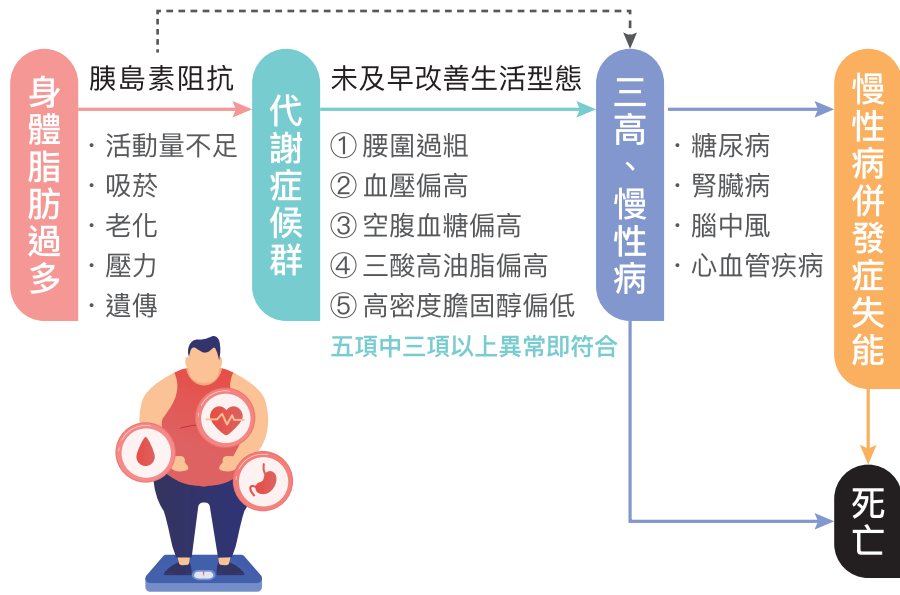 身體脂肪過多
胰島素阻抗
· 活動量不足
· 吸菸
· 老化
· 壓力
· 遺傳
代謝症候群
未及早改善生活型態
① 腰圍過粗
② 血壓偏高
③ 空腹血糖偏高
④ 三酸高油脂偏高
⑤ 高密度膽固醇偏低
五項中三項以上異常即符合
三高、慢性病
· 糖尿病
· 腎臟病
· 腦中風
· 心血管疾病
慢性病併發症失能
死亡